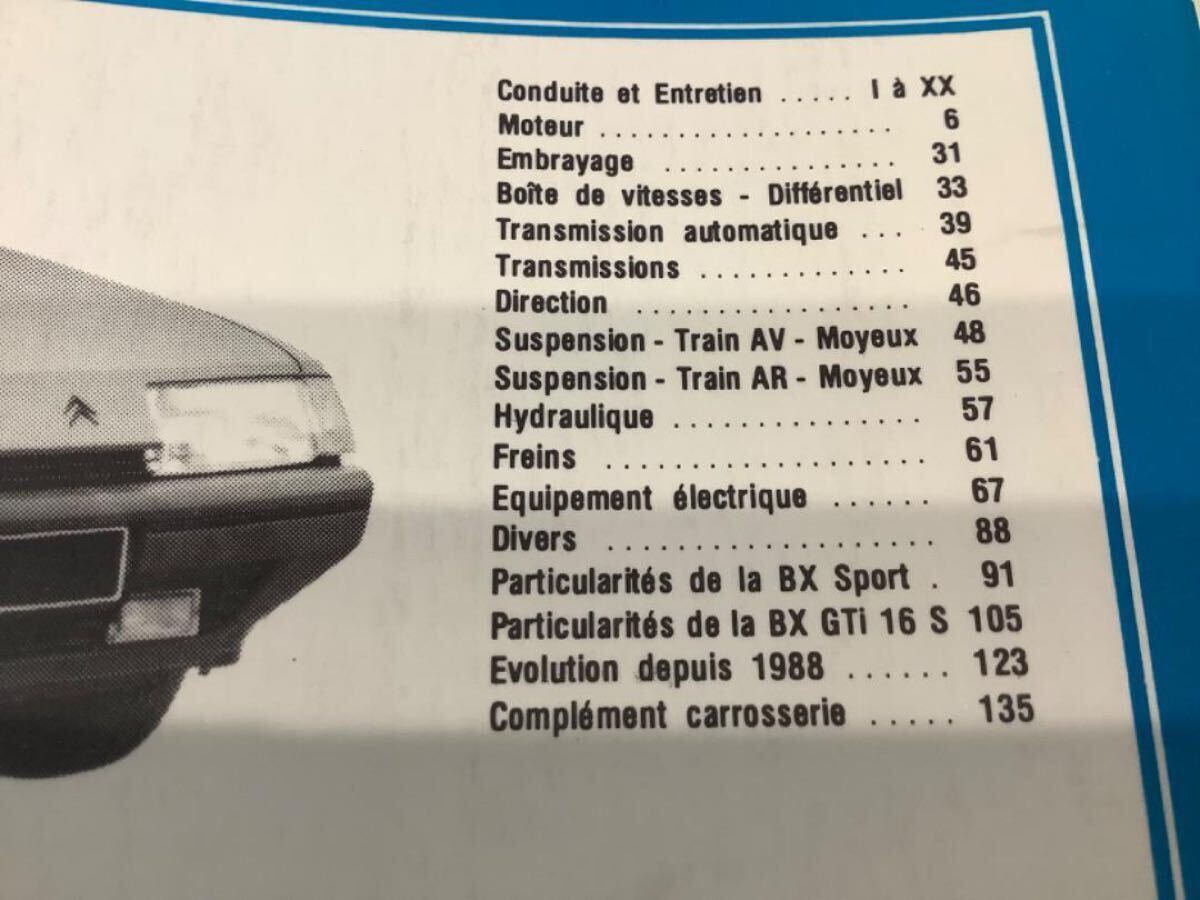 Conduite et Entretien ..... I à XX
Moteur ................... 6
Embrayage ............... 31
Boîte de vitesses - Différentiel 33
Transmission automatique ... 39
Transmissions ............. 45
Direction ................. 46
Suspension - Train AV - Moyeux 48
Suspension - Train AR - Moyeux 55
Hydraulique ............... 57
Freins ................... 61
Equipement électrique ...... 67
Divers .................... 88
Particularités de la BX Sport . 91
Particularités de la BX GTi 16 S 105
Evolution depuis 1988 ...... 123
Complément carrosserie ..... 135